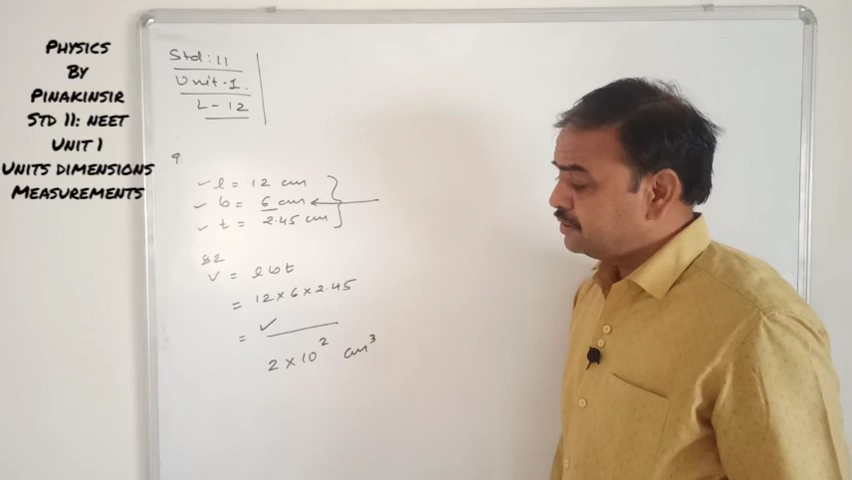 PHYSICS
BY
PINAKINSIR
STD 11: NEET
UNIT 1
UNITS DIMENSIONS
MEASUREMENTS
Std: 11
Unit-1.
L-12
9.
✓ l = 12 cm
✓ b = 6 cm
✓ t = 2.45 cm
V = l b t
= 12 × 6 × 2.45
= ✓
2 × 10² cm³